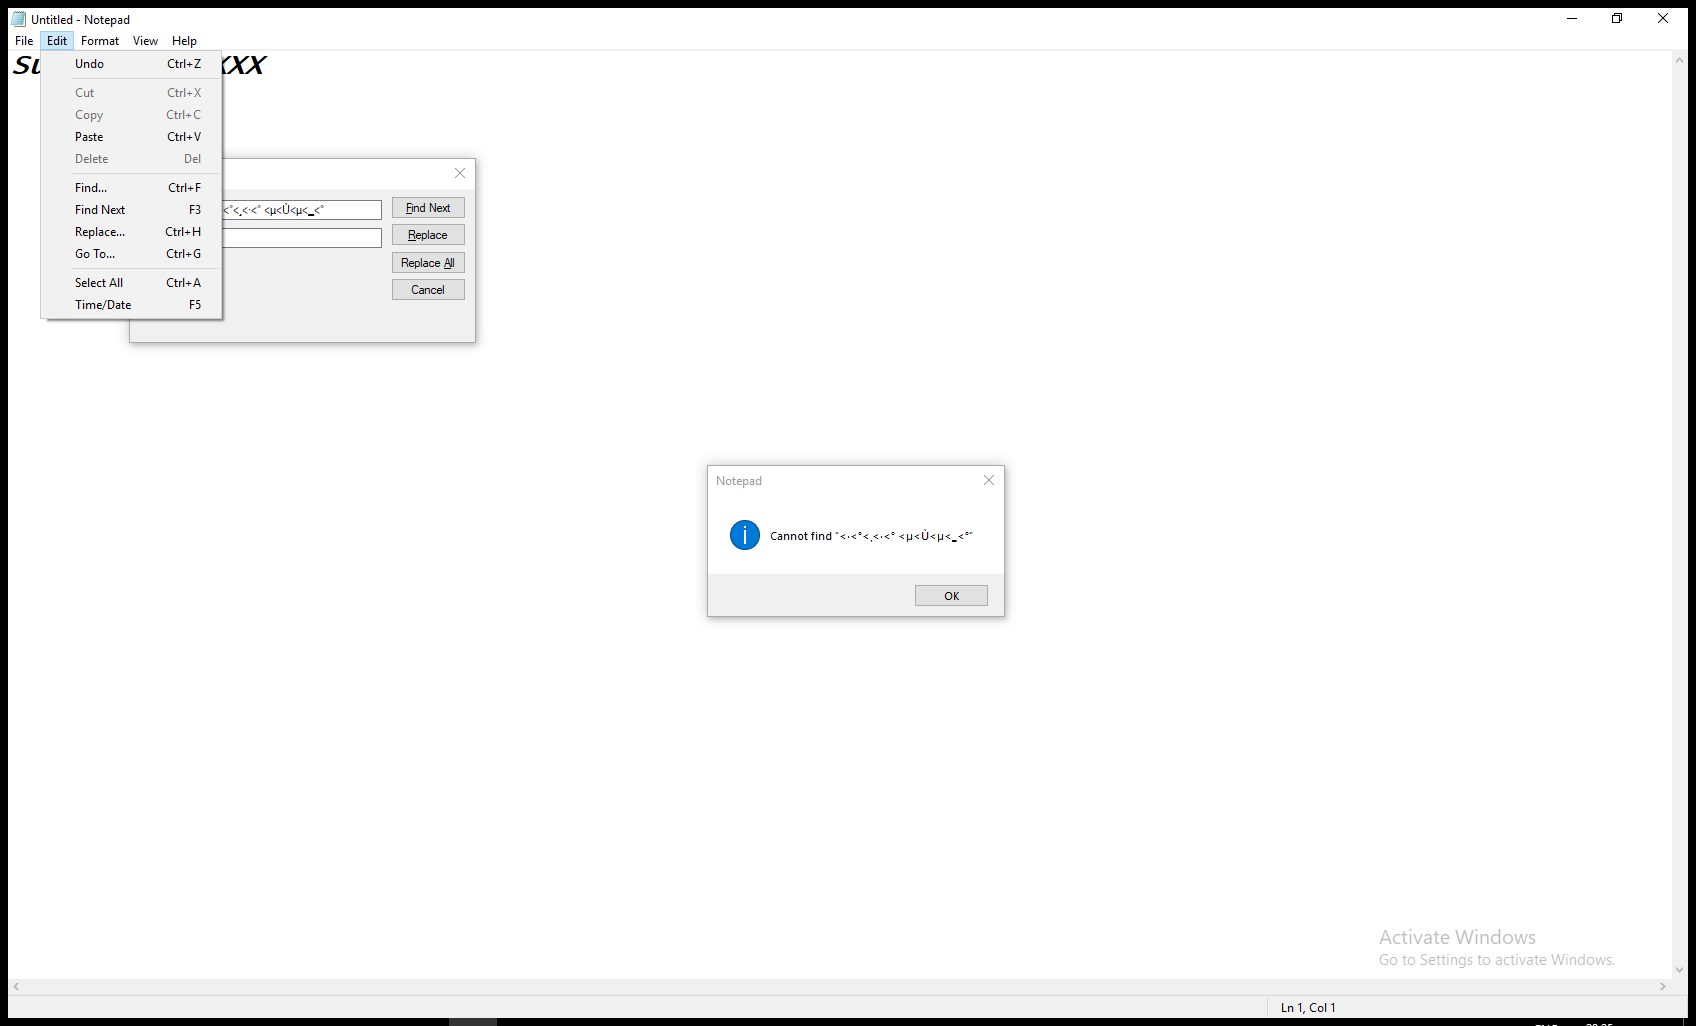 Untitled - Notepad
File Edit Format View Help
Undo Ctrl+Z
Cut Ctrl+X
Copy Ctrl+C
Paste Ctrl+V
Delete Del
Find... Ctrl+F
Find Next F3
Replace... Ctrl+H
Go To... Ctrl+G
Select All Ctrl+A
Time/Date F5
<°<¸<·<° <µ<Ù<µ<_<°
Find Next
Replace
Replace All
Cancel
Notepad
Cannot find "<·<°<¸<·<° <µ<Ù<µ<_<°"
OK
Activate Windows
Go to Settings to activate Windows.
Ln 1, Col 1